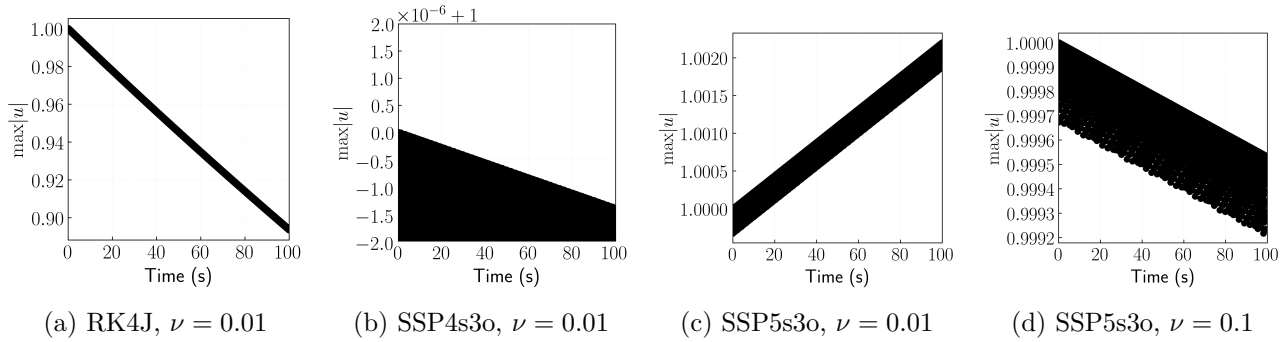 1.00
0.98
0.96
0.94
0.92
0.90
max|u|
0 20 40 60 80 100
Time (s)
(a) RK4J, ν = 0.01
×10⁻⁶ + 1
2.0
1.5
1.0
0.5
0.0
−0.5
−1.0
−1.5
−2.0
max|u|
0 20 40 60 80 100
Time (s)
(b) SSP4s3o, ν = 0.01
1.0020
1.0015
1.0010
1.0005
1.0000
max|u|
0 20 40 60 80 100
Time (s)
(c) SSP5s3o, ν = 0.01
1.0000
0.9999
0.9998
0.9997
0.9996
0.9995
0.9994
0.9993
0.9992
max|u|
0 20 40 60 80 100
Time (s)
(d) SSP5s3o, ν = 0.1